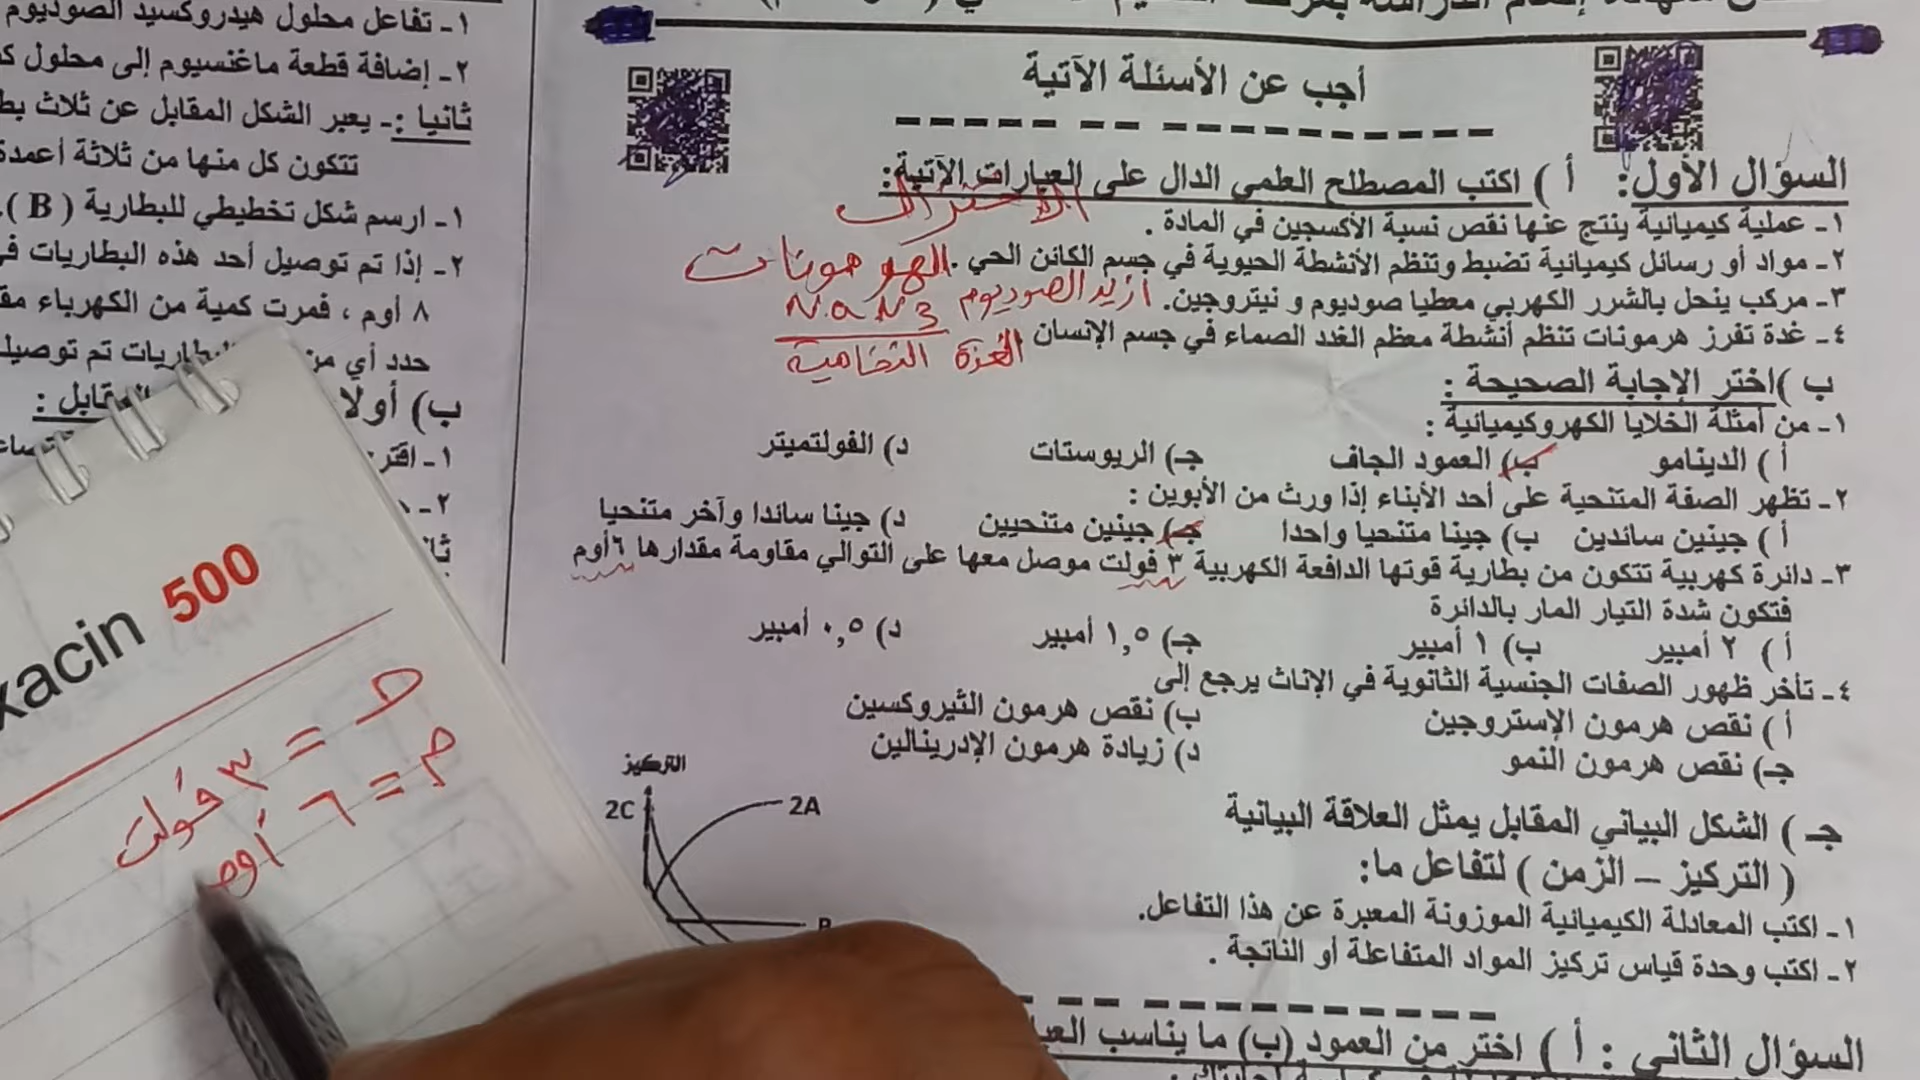 أجب عن الأسئلة الآتية
السؤال الأول: أ ) اكتب المصطلح العلمي الدال على العبارات الآتية:
١- عملية كيميائية ينتج عنها نقص نسبة الأكسجين في المادة .
الاختزال
٢- مواد أو رسائل كيميائية تضبط وتنظم الأنشطة الحيوية في جسم الكائن الحي .
الهرمونات
٣- مركب ينحل بالشرر الكهربي معطيا صوديوم و نيتروجين.
أزيد الصوديوم NaN3
٤- غدة تفرز هرمونات تنظم أنشطة معظم الغدد الصماء في جسم الإنسان
الغدة النخامية
ب )اختر الإجابة الصحيحة :
١- من أمثلة الخلايا الكهروكيميائية :
أ ) الدينامو ب) العمود الجاف جـ) الريوستات د) الفولتميتر
٢- تظهر الصفة المتنحية على أحد الأبناء إذا ورث من الأبوين :
أ ) جينين سائدين ب) جينا متنحيا واحدا جـ) جينين متنحيين د) جينا سائدا وآخر متنحيا
٣- دائرة كهربية تتكون من بطارية قوتها الدافعة الكهربية ٣ فولت موصل معها على التوالي مقاومة مقدارها ٦أوم
فتكون شدة التيار المار بالدائرة
أ ) ٢ أمبير ب) ١ أمبير جـ) ١,٥ أمبير د) ٠,٥ أمبير
٤- تأخر ظهور الصفات الجنسية الثانوية في الإناث يرجع إلى
أ ) نقص هرمون الإستروجين ب) نقص هرمون الثيروكسين
جـ) نقص هرمون النمو د) زيادة هرمون الإدرينالين
جـ ) الشكل البياني المقابل يمثل العلاقة البيانية
( التركيز – الزمن ) لتفاعل ما:
١- اكتب المعادلة الكيميائية الموزونة المعبرة عن هذا التفاعل.
٢- اكتب وحدة قياس تركيز المواد المتفاعلة أو الناتجة .
التركيز
2C
2A
B
السؤال الثاني : أ ) اختر من العمود (ب) ما يناسب
١- تفاعل محلول هيدروكسيد الصوديوم
٢- إضافة قطعة ماغنسيوم إلى محلول
ثانيا :- يعبر الشكل المقابل عن ثلاث
تتكون كل منها من ثلاثة أعمدة
١- ارسم شكل تخطيطي للبطارية ( B ).
٢- إذا تم توصيل أحد هذه البطاريات
٨ أوم ، فمرت كمية من الكهرباء
حدد أي من البطاريات تم
ب) أولا المقابل :
xacin 500
ج = ٣ فولت
م = ٦ أوم